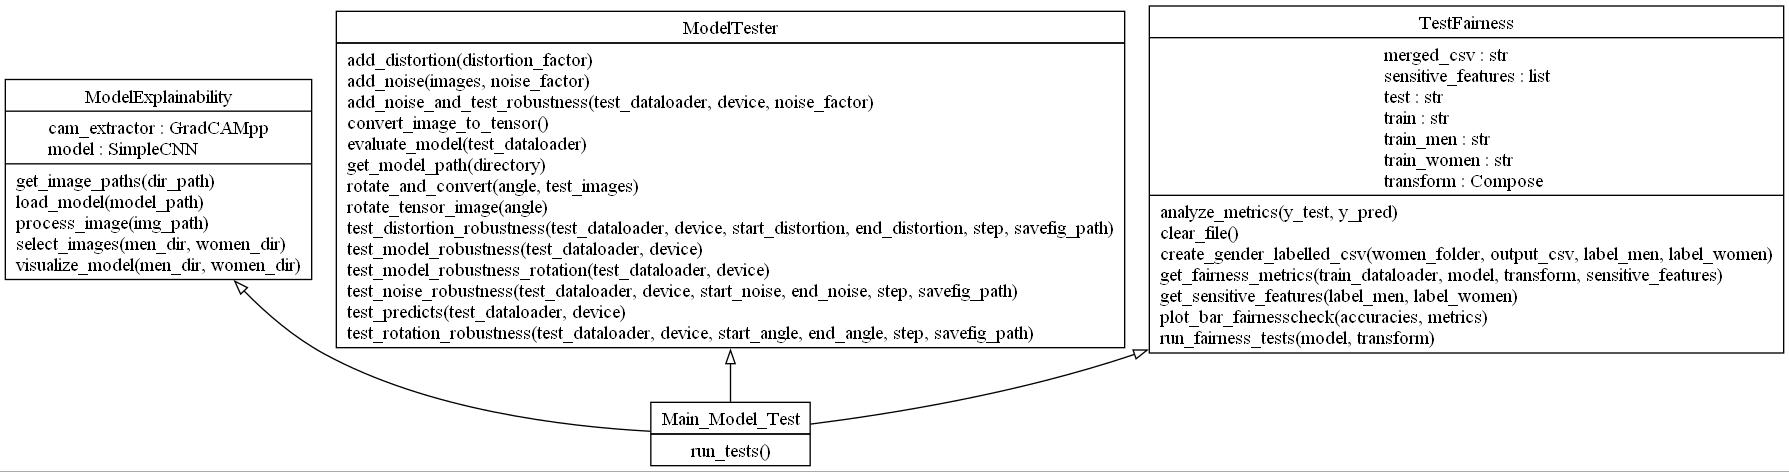 ModelExplainability
cam_extractor : GradCAMpp
model : SimpleCNN
get_image_paths(dir_path)
load_model(model_path)
process_image(img_path)
select_images(men_dir, women_dir)
visualize_model(men_dir, women_dir)
ModelTester
add_distortion(distortion_factor)
add_noise(images, noise_factor)
add_noise_and_test_robustness(test_dataloader, device, noise_factor)
convert_image_to_tensor()
evaluate_model(test_dataloader)
get_model_path(directory)
rotate_and_convert(angle, test_images)
rotate_tensor_image(angle)
test_distortion_robustness(test_dataloader, device, start_distortion, end_distortion, step, savefig_path)
test_model_robustness(test_dataloader, device)
test_model_robustness_rotation(test_dataloader, device)
test_noise_robustness(test_dataloader, device, start_noise, end_noise, step, savefig_path)
test_predicts(test_dataloader, device)
test_rotation_robustness(test_dataloader, device, start_angle, end_angle, step, savefig_path)
TestFairness
merged_csv : str
sensitive_features : list
test : str
train : str
train_men : str
train_women : str
transform : Compose
analyze_metrics(y_test, y_pred)
clear_file()
create_gender_labelled_csv(women_folder, output_csv, label_men, label_women)
get_fairness_metrics(train_dataloader, model, transform, sensitive_features)
get_sensitive_features(label_men, label_women)
plot_bar_fairnesscheck(accuracies, metrics)
run_fairness_tests(model, transform)
Main_Model_Test
run_tests()